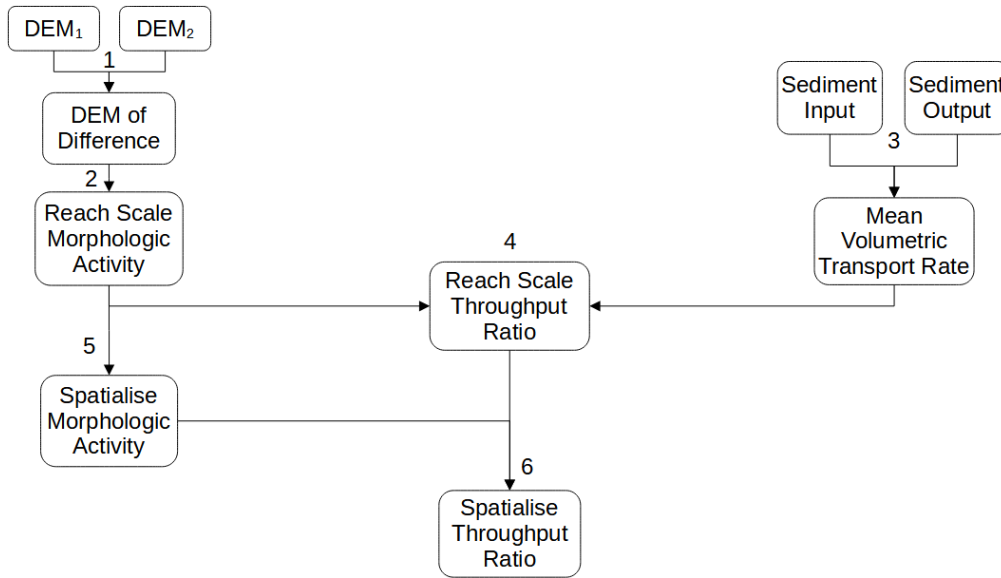 DEM₁
DEM₂
1
DEM of
Difference
2
Reach Scale
Morphologic
Activity
Sediment
Input
Sediment
Output
3
Mean
Volumetric
Transport Rate
4
Reach Scale
Throughput
Ratio
5
Spatialise
Morphologic
Activity
6
Spatialise
Throughput
Ratio